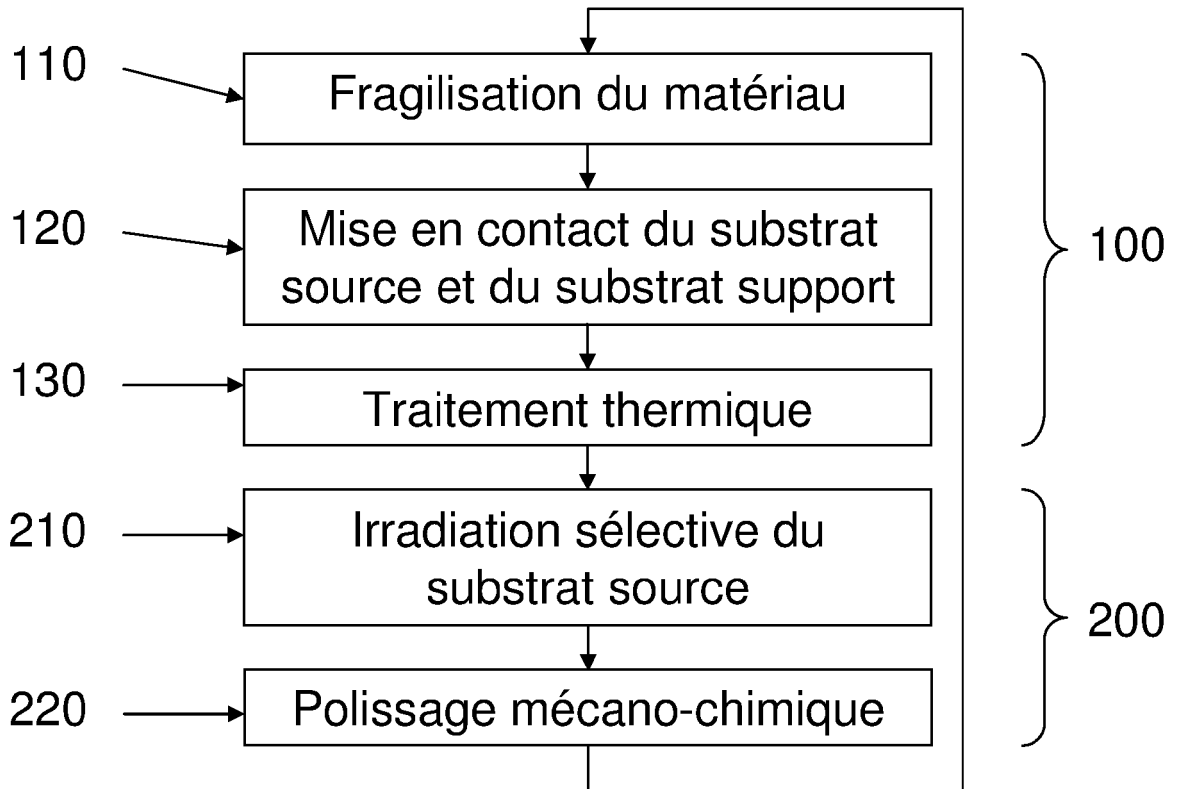 110
Fragilisation du matériau
120
Mise en contact du substrat
source et du substrat support
100
130
Traitement thermique
210
Irradiation sélective du
substrat source
200
220
Polissage mécano-chimique